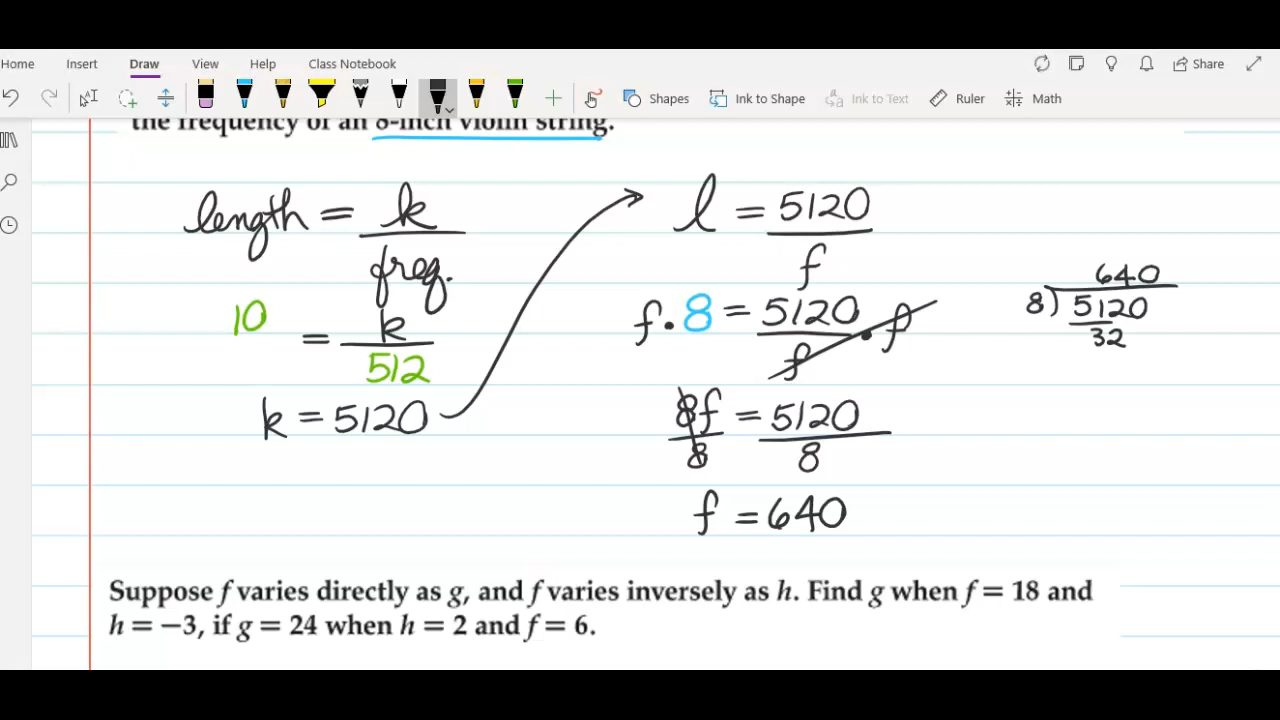 Home Insert Draw View Help Class Notebook Share
Shapes Ink to Shape Ink to Text Ruler Math
the frequency of an 8-inch violin string.
length = k / freq.
10 = k / 512
k = 5120
l = 5120 / f
f · 8 = 5120 / f · f
8f / 8 = 5120 / 8
f = 640
640
8 ) 5120
32
Suppose f varies directly as g, and f varies inversely as h. Find g when f = 18 and
h = −3, if g = 24 when h = 2 and f = 6.